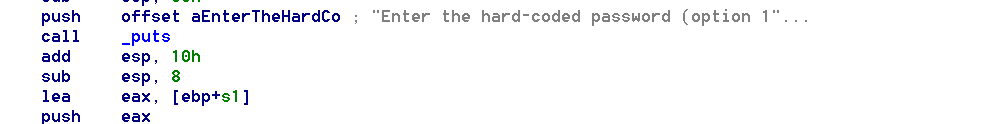 push offset aEnterTheHardCo ; "Enter the hard-coded password (option 1"...
call _puts
add esp, 10h
sub esp, 8
lea eax, [ebp+s1]
push eax